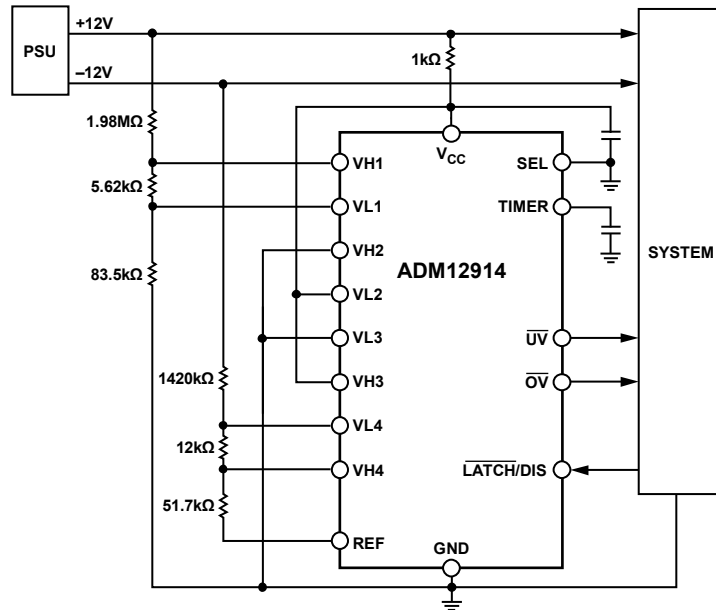 PSU
+12V
–12V
1kΩ
1.98MΩ
5.62kΩ
83.5kΩ
1420kΩ
12kΩ
51.7kΩ
VCC
VH1
VL1
VH2
VL2
VL3
VH3
VL4
VH4
REF
ADM12914
GND
SEL
TIMER
UV
OV
LATCH/DIS
SYSTEM